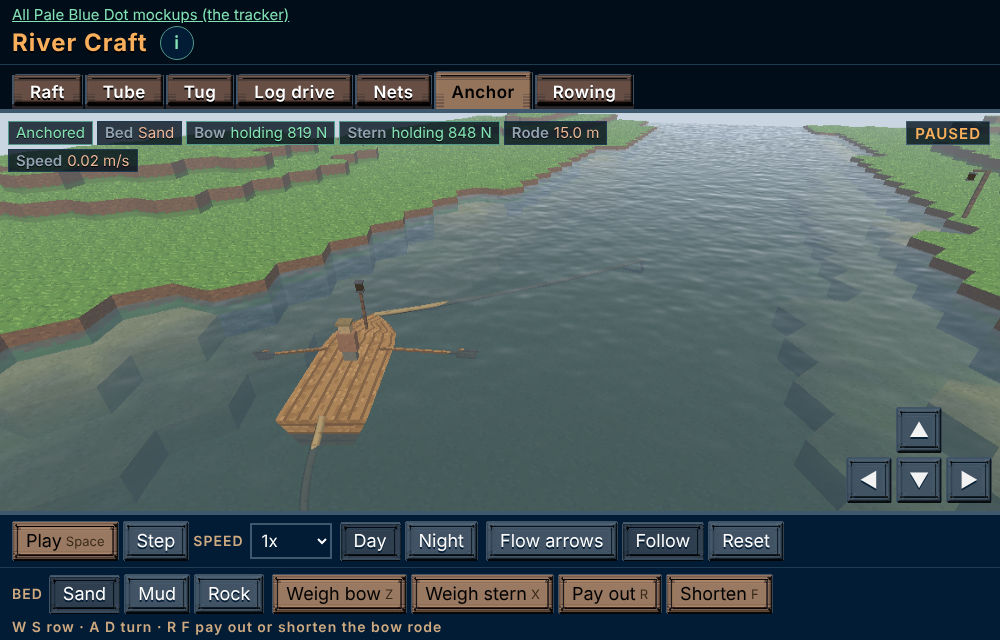 All Pale Blue Dot mockups (the tracker)
River Craft i
Raft Tube Tug Log drive Nets Anchor Rowing
Anchored Bed Sand Bow holding 819 N Stern holding 848 N Rode 15.0 m PAUSED
Speed 0.02 m/s
Play Space Step SPEED 1x Day Night Flow arrows Follow Reset
BED Sand Mud Rock Weigh bow Z Weigh stern X Pay out R Shorten F
W S row · A D turn · R F pay out or shorten the bow rode